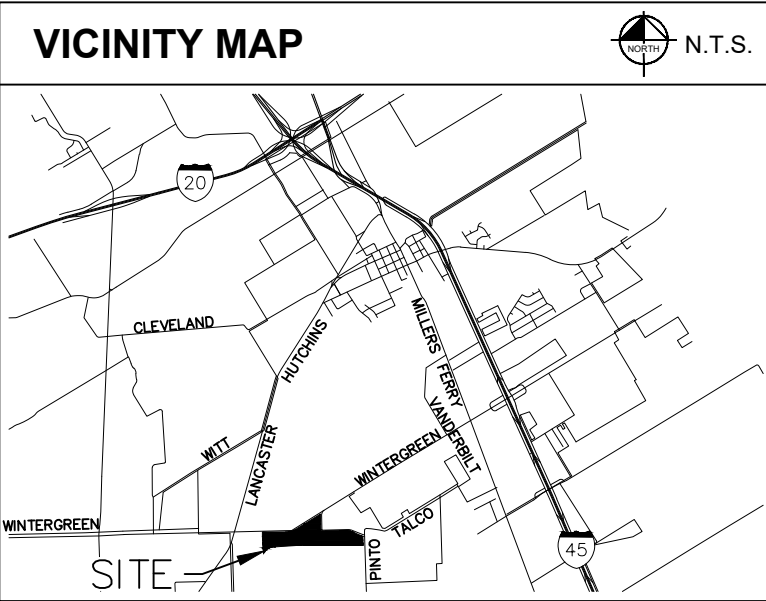 VICINITY MAP
NORTH
N.T.S.
20
CLEVELAND
HUTCHINS
MILLERS FERRY
VANDERBILT
WITT
LANCASTER
WINTERGREEN
WINTERGREEN
TALCO
PINTO
45
SITE